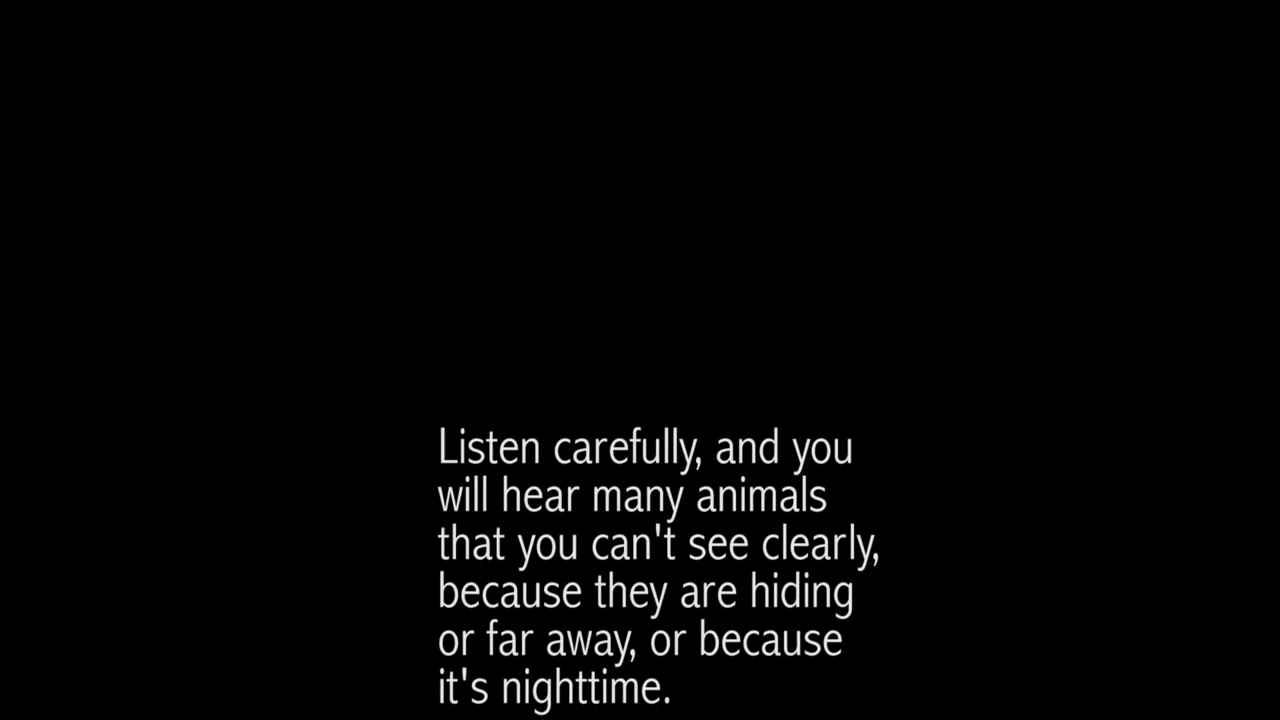 Listen carefully, and you
will hear many animals
that you can't see clearly,
because they are hiding
or far away, or because
it's nighttime.